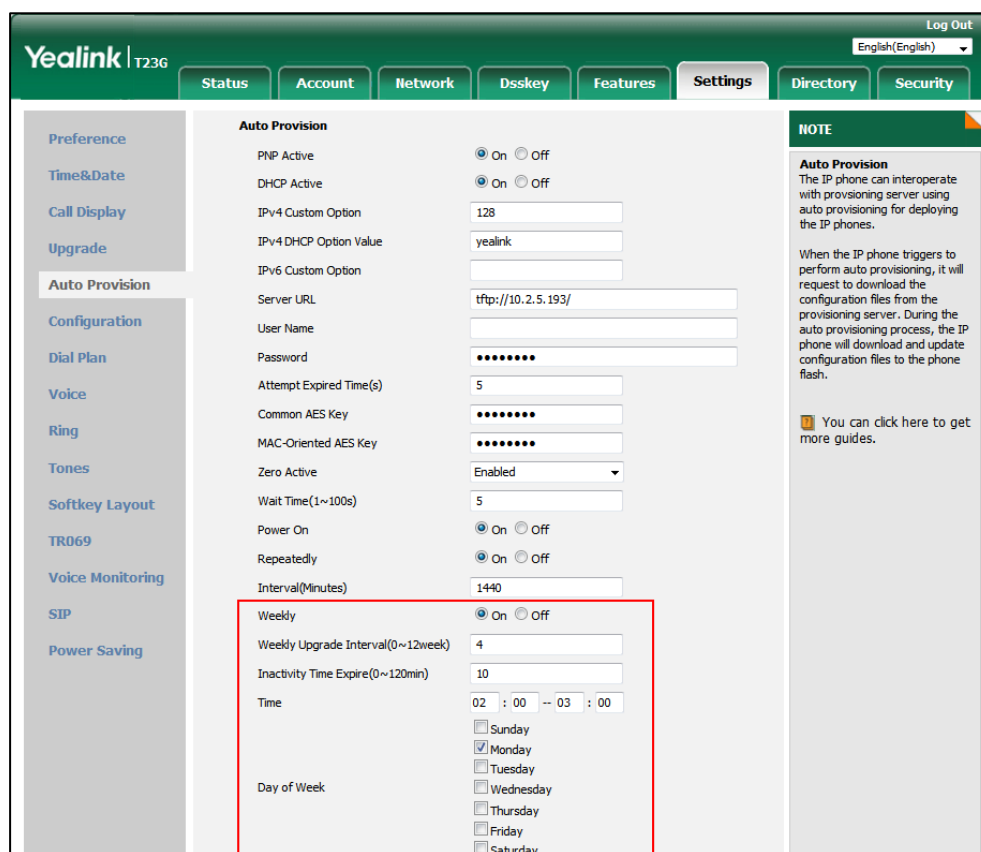 Log Out
Yealink T23G
English(English)
Status Account Network Dsskey Features Settings Directory Security
Preference
Time&Date
Call Display
Upgrade
Auto Provision
Configuration
Dial Plan
Voice
Ring
Tones
Softkey Layout
TR069
Voice Monitoring
SIP
Power Saving
Auto Provision
PNP Active On Off
DHCP Active On Off
IPv4 Custom Option 128
IPv4 DHCP Option Value yealink
IPv6 Custom Option
Server URL tftp://10.2.5.193/
User Name
Password ••••••••
Attempt Expired Time(s) 5
Common AES Key ••••••••
MAC-Oriented AES Key ••••••••
Zero Active Enabled
Wait Time(1~100s) 5
Power On On Off
Repeatedly On Off
Interval(Minutes) 1440
Weekly On Off
Weekly Upgrade Interval(0~12week) 4
Inactivity Time Expire(0~120min) 10
Time 02 : 00 -- 03 : 00
Sunday
Monday
Tuesday
Day of Week Wednesday
Thursday
Friday
Saturday
NOTE
Auto Provision
The IP phone can interoperate
with provsioning server using
auto provisioning for deploying
the IP phones.
When the IP phone triggers to
perform auto provisioning, it will
request to download the
configuration files from the
provisioning server. During the
auto provisioning process, the IP
phone will download and update
configuration files to the phone
flash.
You can click here to get
more guides.